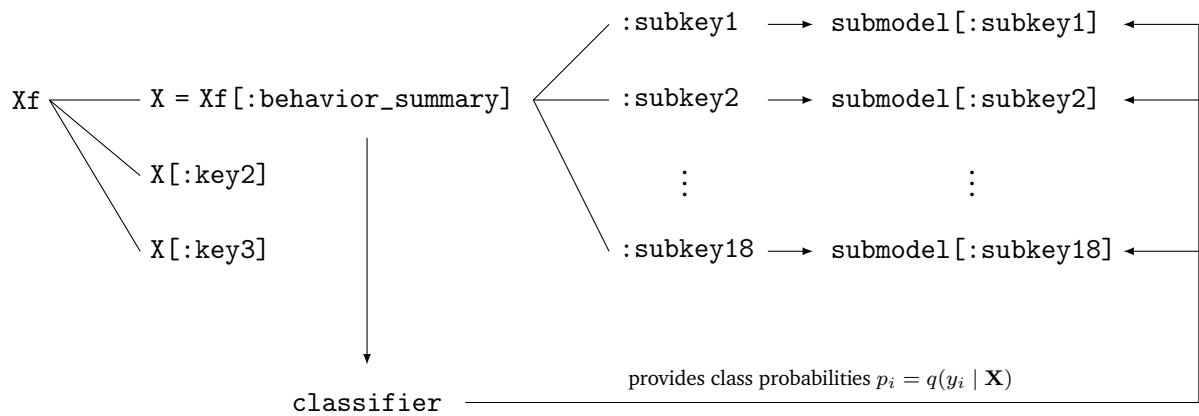 :subkey1 submodel[:subkey1]
Xf X = Xf[:behavior_summary] :subkey2 submodel[:subkey2]
X[:key2] ⋮ ⋮
X[:key3] :subkey18 submodel[:subkey18]
provides class probabilities p_i = q(y_i | X)
classifier